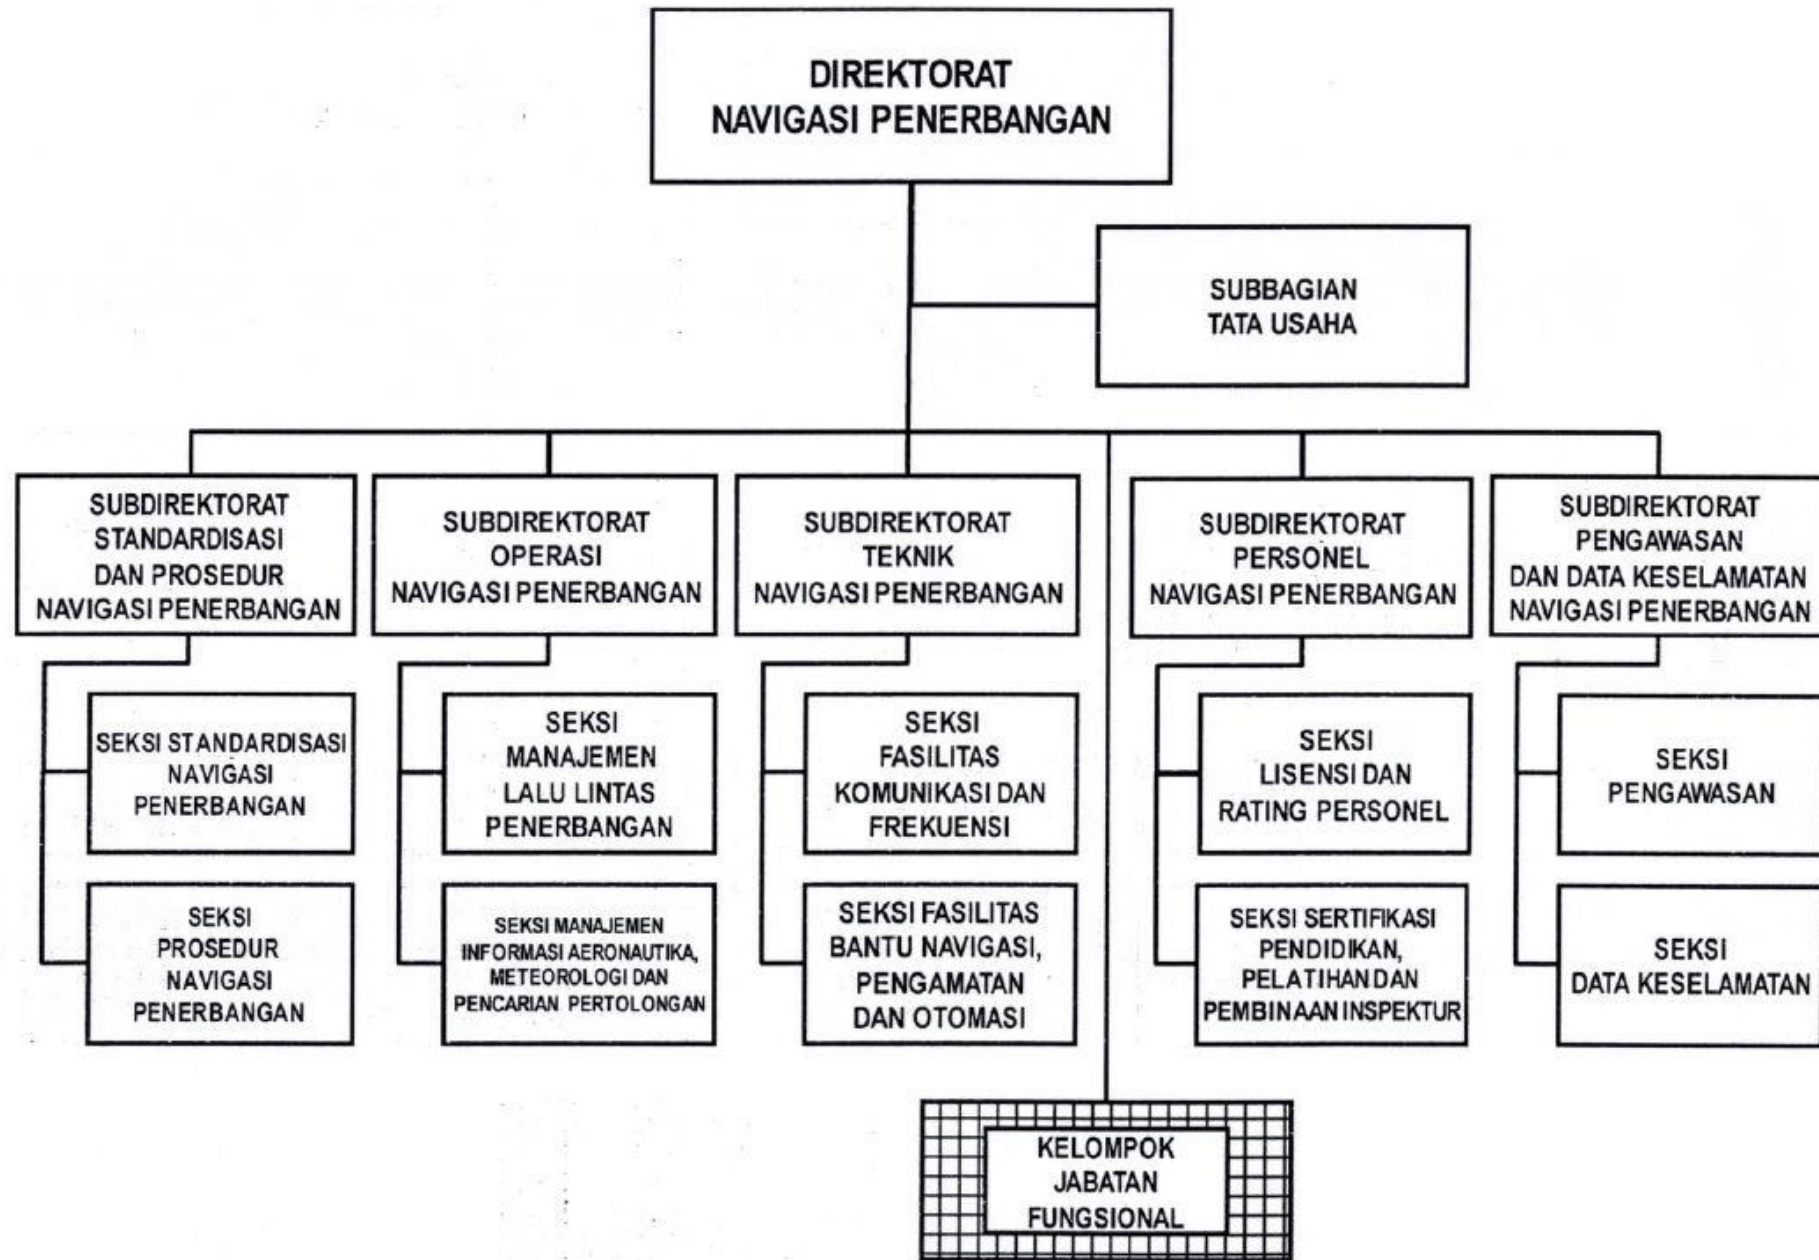 DIREKTORAT
NAVIGASI PENERBANGAN
SUBBAGIAN
TATA USAHA
SUBDIREKTORAT
STANDARDISASI
DAN PROSEDUR
NAVIGASI PENERBANGAN
SUBDIREKTORAT
OPERASI
NAVIGASI PENERBANGAN
SUBDIREKTORAT
TEKNIK
NAVIGASI PENERBANGAN
SUBDIREKTORAT
PERSONEL
NAVIGASI PENERBANGAN
SUBDIREKTORAT
PENGAWASAN
DAN DATA KESELAMATAN
NAVIGASI PENERBANGAN
SEKSI STANDARDISASI
NAVIGASI
PENERBANGAN
SEKSI
MANAJEMEN
LALU LINTAS
PENERBANGAN
SEKSI
FASILITAS
KOMUNIKASI DAN
FREKUENSI
SEKSI
LISENSI DAN
RATING PERSONEL
SEKSI
PENGAWASAN
SEKSI
PROSEDUR
NAVIGASI
PENERBANGAN
SEKSI MANAJEMEN
INFORMASI AERONAUTIKA,
METEOROLOGI DAN
PENCARIAN PERTOLONGAN
SEKSI FASILITAS
BANTU NAVIGASI,
PENGAMATAN
DAN OTOMASI
SEKSI SERTIFIKASI
PENDIDIKAN,
PELATIHAN DAN
PEMBINAAN INSPEKTUR
SEKSI
DATA KESELAMATAN
KELOMPOK
JABATAN
FUNGSIONAL